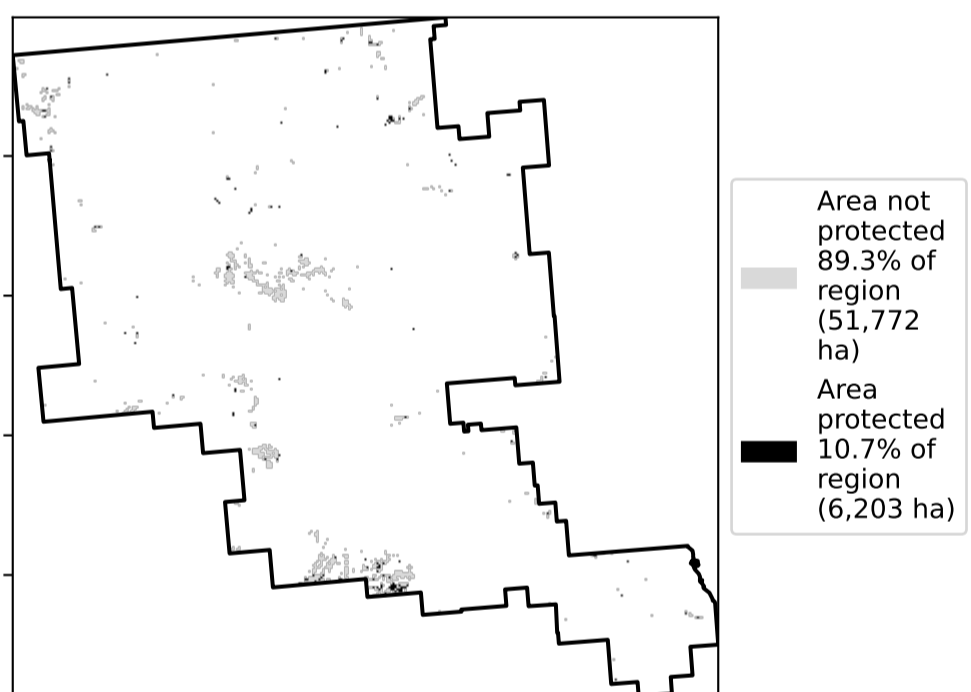 Area not
protected
89.3% of
region
(51,772
ha)
Area
protected
10.7% of
region
(6,203 ha)